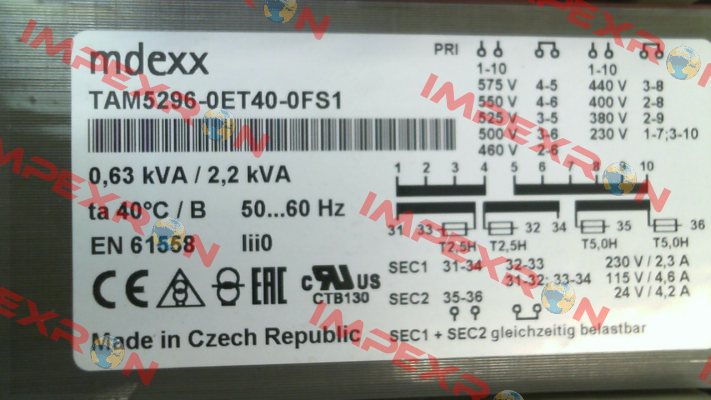 mdexx
TAM5296-0ET40-0FS1
0,63 kVA / 2,2 kVA
ta 40°C / B 50...60 Hz
EN 61558 Iii0
CE EAC c RU US
CTB130
Made in Czech Republic
PRI
1-10 1-10
575 V 4-5 440 V 3-8
550 V 4-6 400 V 2-8
525 V 3-5 380 V 2-9
500 V 3-6 230 V 1-7;3-10
460 V 2-6
1 2 3 4 5 6 7 8 9 10
31 33 32 34 35 36
T2,5H T2,5H T5,0H T5,0H
SEC1 31-34 32-33 230 V / 2,3 A
31-32; 33-34 115 V / 4,6 A
SEC2 35-36 24 V / 4,2 A
SEC1 + SEC2 gleichzeitig belastbar
IMPEXRON